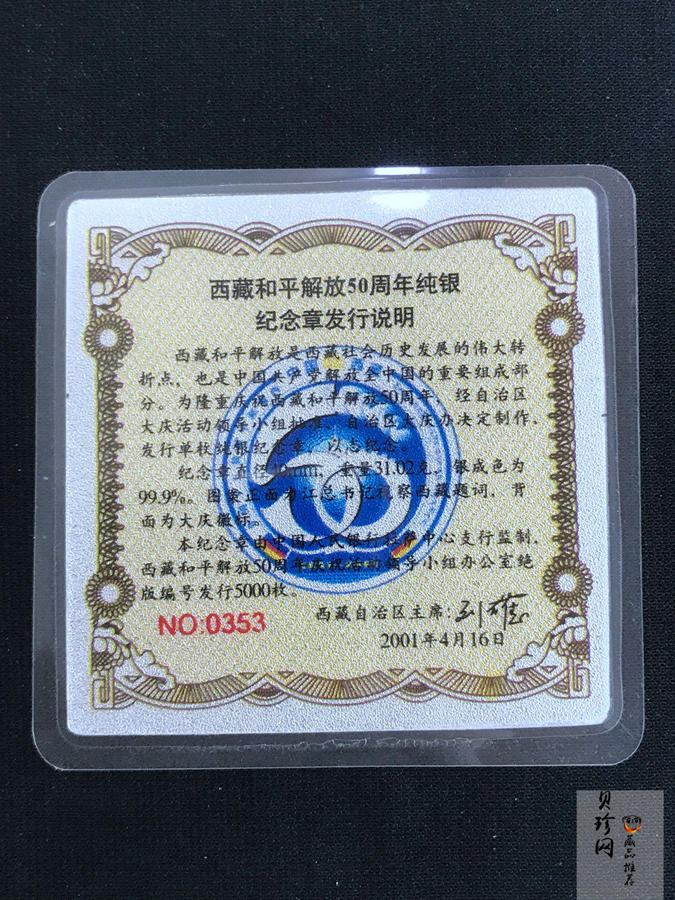 西藏和平解放50周年纯银
纪念章发行说明
西藏和平解放是西藏社会历史发展的伟大转
折点，也是中国共产党解放全中国的重要组成部
分。为隆重庆祝西藏和平解放50周年，经自治区
大庆活动领导小组批准，自治区大庆办决定制作、
发行单枚纯银纪念章，以志纪念。
纪念章直径40mm，重量31.02克，银成色为
99.9%。图案正面为江总书记视察西藏题词，背
面为大庆徽标。
本纪念章由中国人民银行拉萨中心支行监制，
西藏和平解放50周年庆祝活动领导小组办公室绝
版编号发行5000枚。
西藏自治区主席：
NO:0353
2001年4月16日
贝珍网
藏品推荐